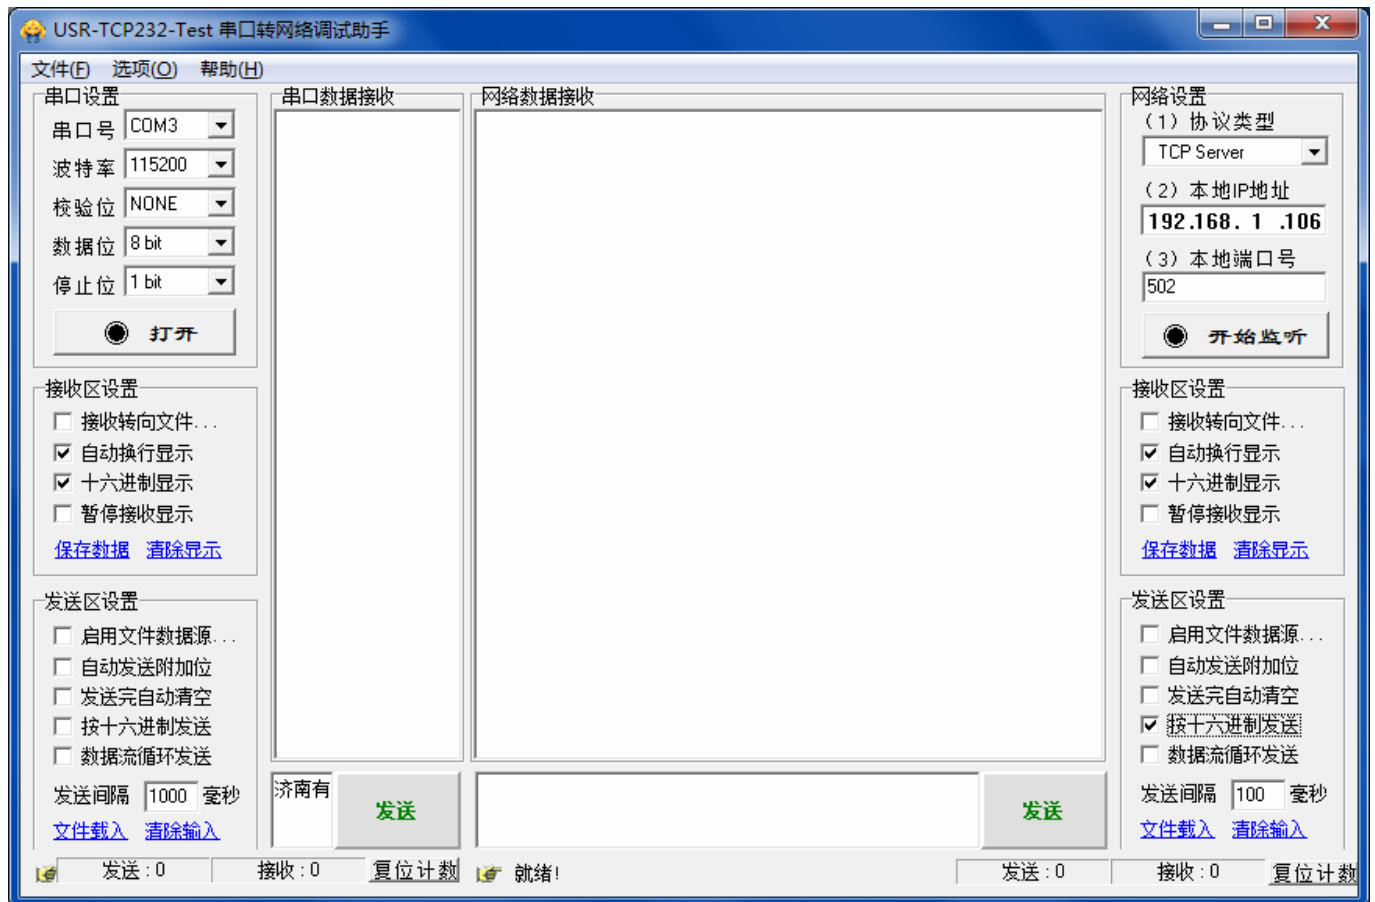 USR-TCP232-Test 串口转网络调试助手
文件(F) 选项(O) 帮助(H)
串口设置
串口号 COM3
波特率 115200
校验位 NONE
数据位 8 bit
停止位 1 bit
打开
接收区设置
接收转向文件...
自动换行显示
十六进制显示
暂停接收显示
保存数据 清除显示
发送区设置
启用文件数据源...
自动发送附加位
发送完自动清空
按十六进制发送
数据流循环发送
发送间隔 1000 毫秒
文件载入 清除输入
串口数据接收
济南有
发送
网络数据接收
发送
网络设置
(1) 协议类型
TCP Server
(2) 本地IP地址
192.168. 1 .106
(3) 本地端口号
502
开始监听
接收区设置
接收转向文件...
自动换行显示
十六进制显示
暂停接收显示
保存数据 清除显示
发送区设置
启用文件数据源...
自动发送附加位
发送完自动清空
按十六进制发送
数据流循环发送
发送间隔 100 毫秒
文件载入 清除输入
发送:0 接收:0 复位计数 就绪! 发送:0 接收:0 复位计数